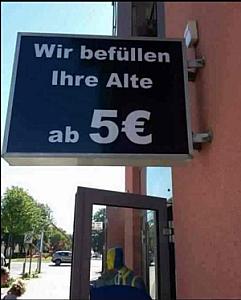 Wir befüllen
Ihre Alte
ab 5€